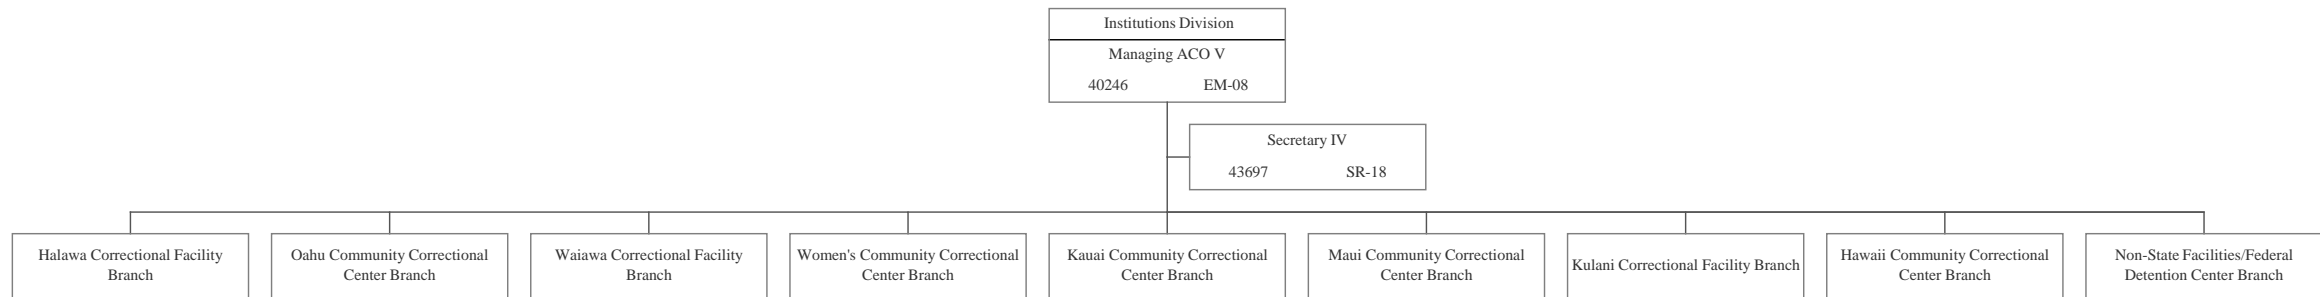 Institutions Division
Managing ACO V
40246 EM-08
Secretary IV
43697 SR-18
Halawa Correctional Facility
Branch
Oahu Community Correctional
Center Branch
Waiawa Correctional Facility
Branch
Women's Community Correctional
Center Branch
Kauai Community Correctional
Center Branch
Maui Community Correctional
Center Branch
Kulani Correctional Facility Branch
Hawaii Community Correctional
Center Branch
Non-State Facilities/Federal
Detention Center Branch